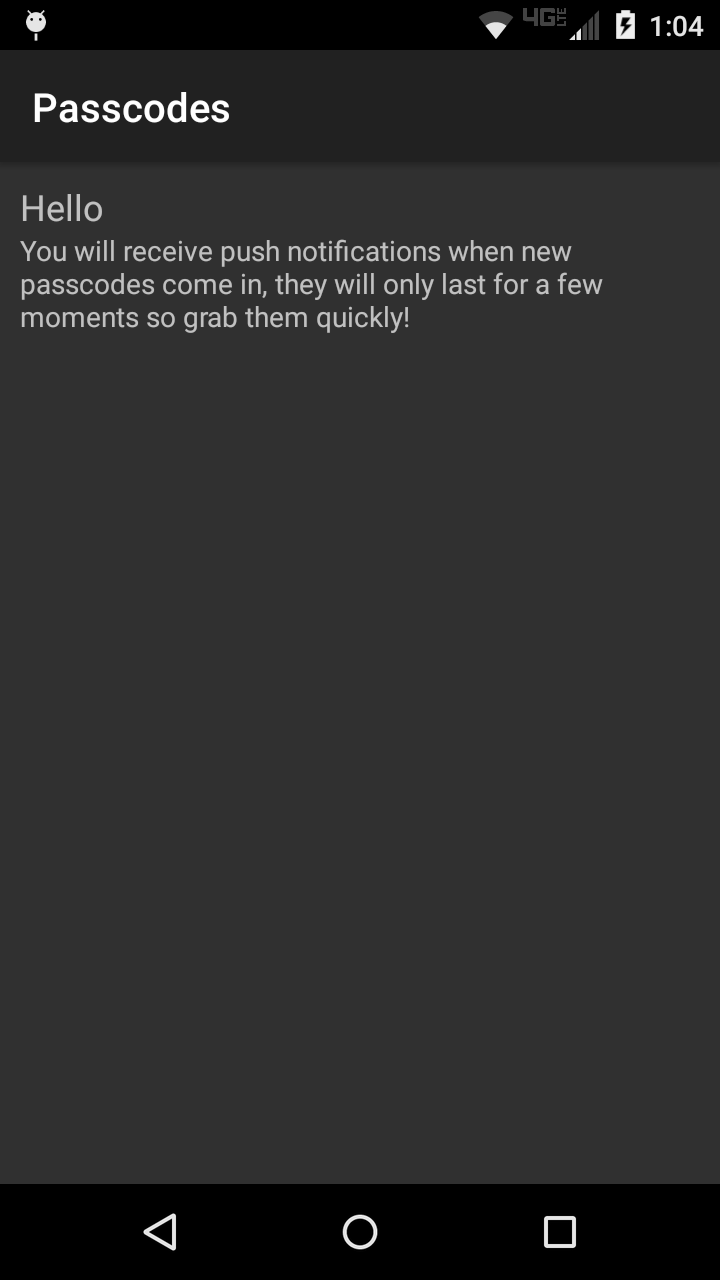 4G LTE 1:04
Passcodes
Hello
You will receive push notifications when new
passcodes come in, they will only last for a few
moments so grab them quickly!